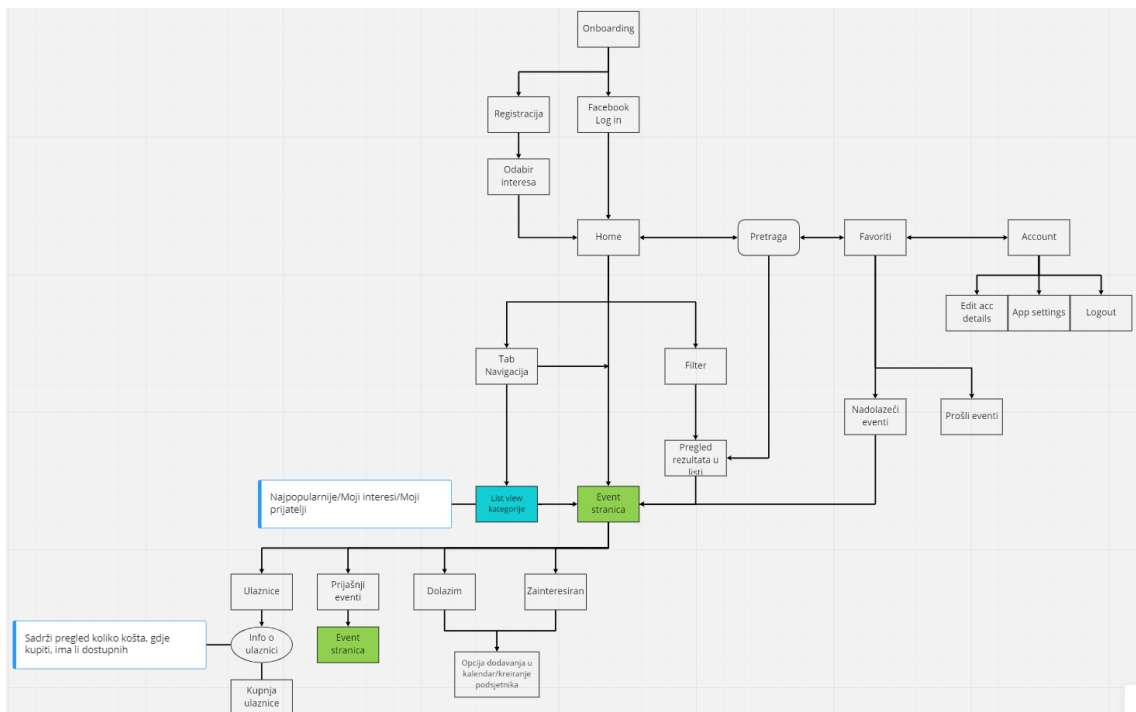 Onboarding
Registracija
Facebook
Log in
Odabir
interesa
Home
Pretraga
Favoriti
Account
Edit acc
details
App settings
Logout
Tab
Navigacija
Filter
Nadolazeći
eventi
Prošli eventi
Pregled
rezultata u
listi
Najpopularnije/Moji interesi/Moji
prijatelji
List view
kategorije
Event
stranica
Ulaznice
Prijašnji
eventi
Dolazim
Zainteresiran
Sadrži pregled koliko košta, gdje
kupiti, ima li dostupnih
Info o
ulaznici
Event
stranica
Opcija dodavanja u
kalendar/kreiranje
podsjetnika
Kupnja
ulaznice